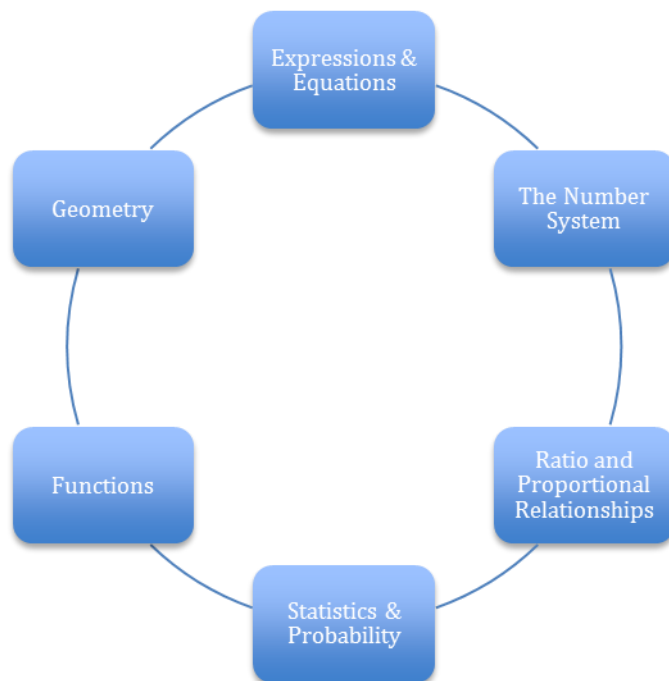 Expressions &
Equations
The Number
System
Ratio and
Proportional
Relationships
Statistics &
Probability
Functions
Geometry